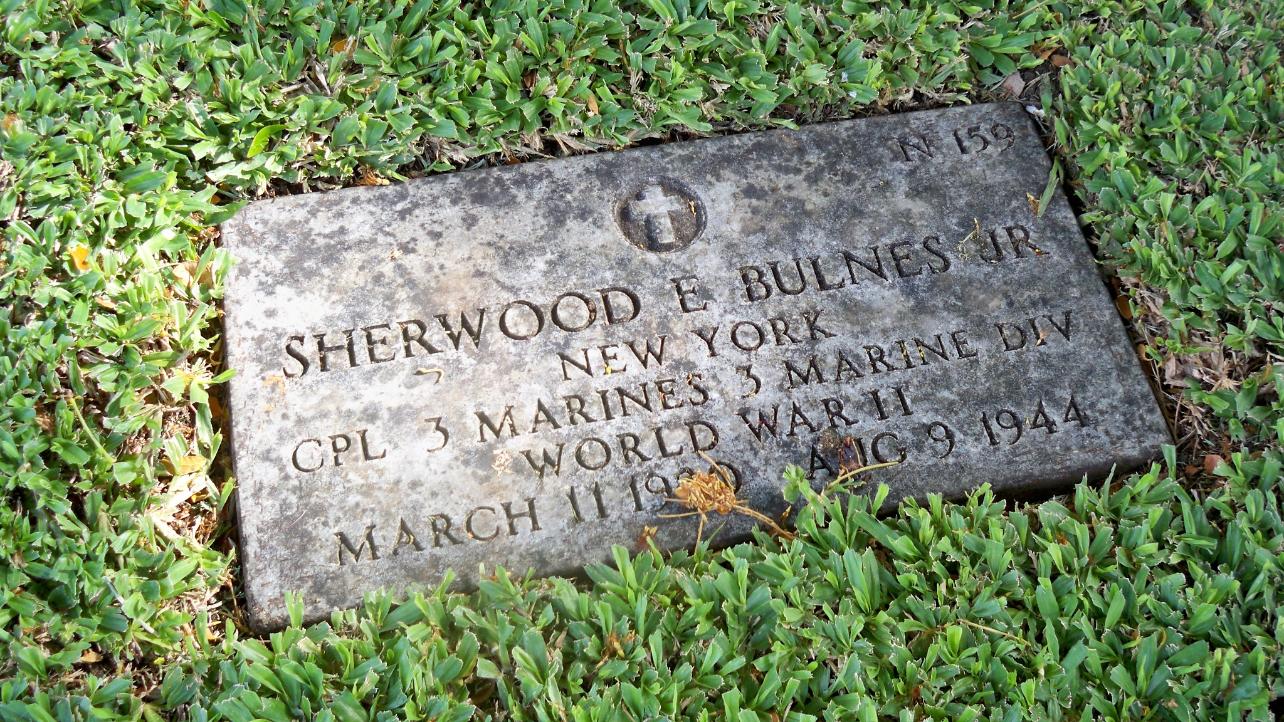 N 159
SHERWOOD E BULNES JR
NEW YORK
CPL 3 MARINES 3 MARINE DIV
WORLD WAR II
MARCH 11 AUG 9 1944